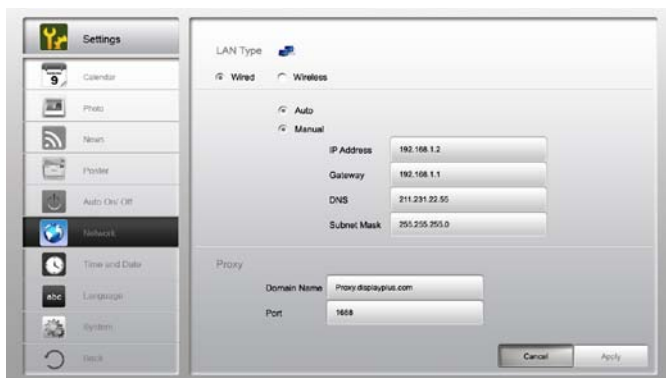 Settings
9
Calendar
Photo
News
Poster
Auto On/ Off
Network
Time and Date
abc
Language
System
Back
LAN Type
Wired
Wireless
Auto
Manual
IP Address 192.168.1.2
Gateway 192.168.1.1
DNS 211.231.22.55
Subnet Mask 255.255.255.0
Proxy
Domain Name Proxy.displayplus.com
Port 1668
Cancel Apply